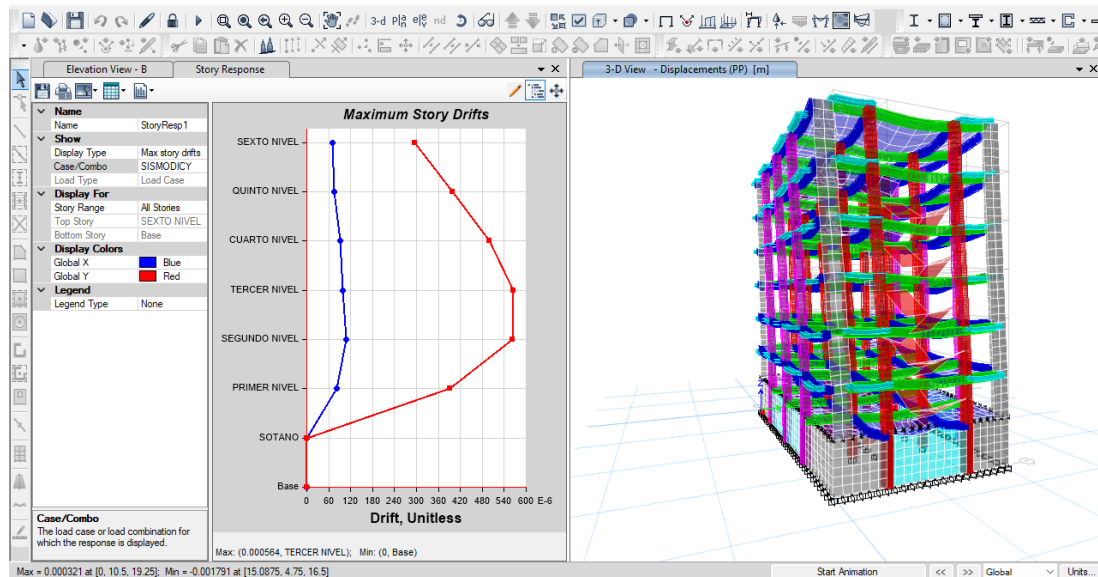 3-d
nd
Elevation View - B
Story Response
3-D View - Displacements (PP) [m]
Name
Name StoryResp1
Show
Display Type Max story drifts
Case/Combo SISMODICY
Load Type Load Case
Display For
Story Range All Stories
Top Story SEXTO NIVEL
Bottom Story Base
Display Colors
Global X Blue
Global Y Red
Legend
Legend Type None
Case/Combo
The load case or load combination for
which the response is displayed.
Maximum Story Drifts
SEXTO NIVEL
QUINTO NIVEL
CUARTO NIVEL
TERCER NIVEL
SEGUNDO NIVEL
PRIMER NIVEL
SOTANO
Base
0 60 120 180 240 300 360 420 480 540 600 E-6
Drift, Unitless
Max: (0.000564, TERCER NIVEL); Min: (0, Base)
Max = 0.000321 at [0, 10.5, 19.25]; Min = -0.001791 at [15.0875, 4.75, 16.5]
Start Animation
<< >> Global Units...